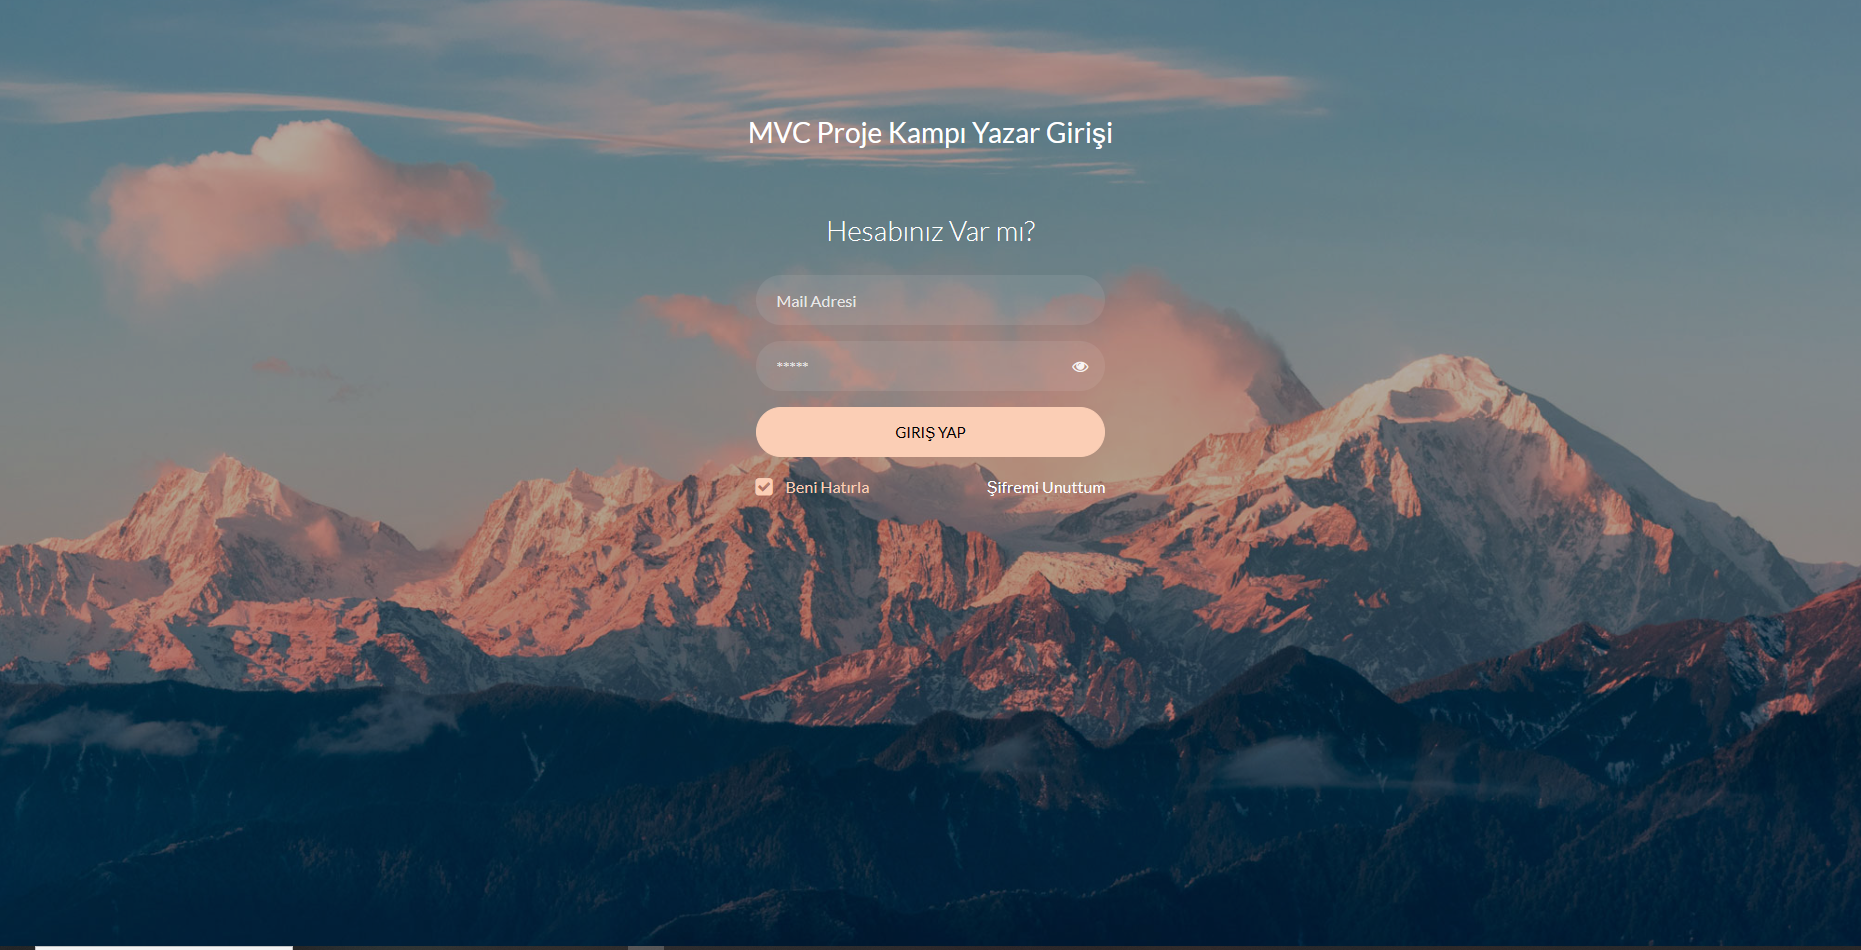 MVC Proje Kampı Yazar Girişi
Hesabınız Var mı?
Mail Adresi
*****
GIRIŞ YAP
Beni Hatırla
Şifremi Unuttum